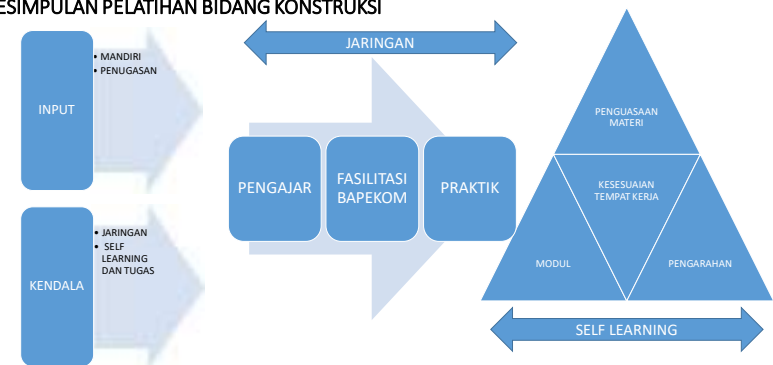 ESIMPULAN PELATIHAN BIDANG KONSTRUKSI
INPUT
• MANDIRI
• PENUGASAN
KENDALA
• JARINGAN
• SELF
LEARNING
DAN TUGAS
JARINGAN
PENGAJAR
FASILITASI
BAPEKOM
PRAKTIK
PENGUASAAN
MATERI
KESESUAIAN
TEMPAT KERJA
MODUL
PENGARAHAN
SELF LEARNING